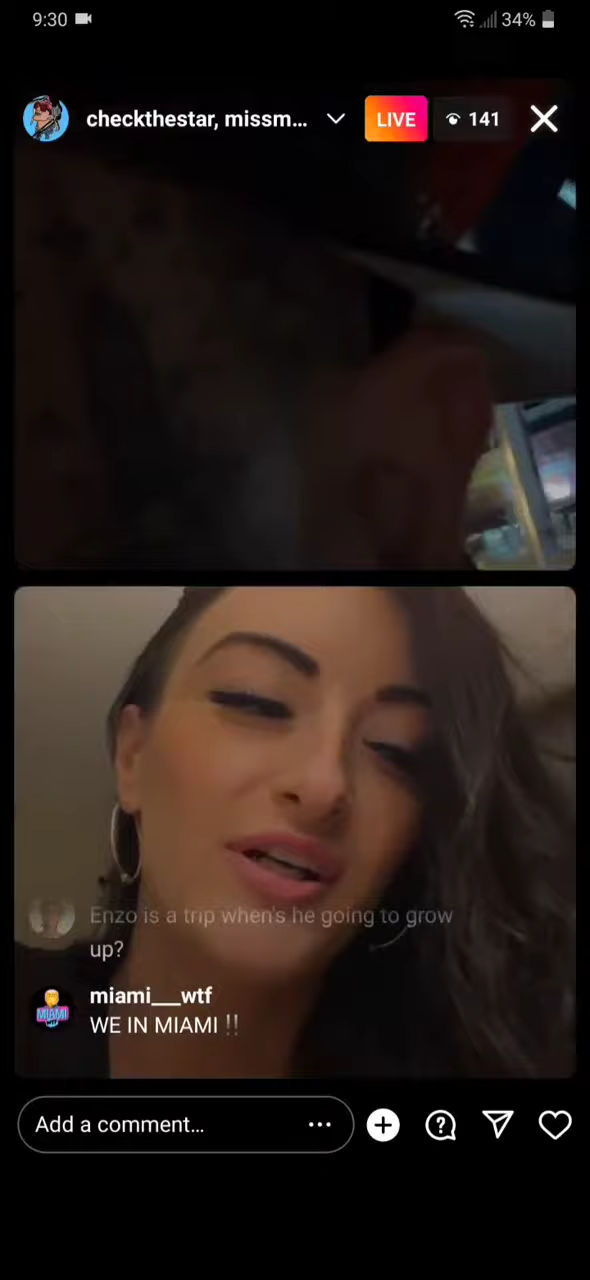 9:30 34%
checkthestar, missm... LIVE 141
Enzo is a trip when's he going to grow
up?
miami___wtf
MIAMI
WE IN MIAMI ‼
Add a comment...